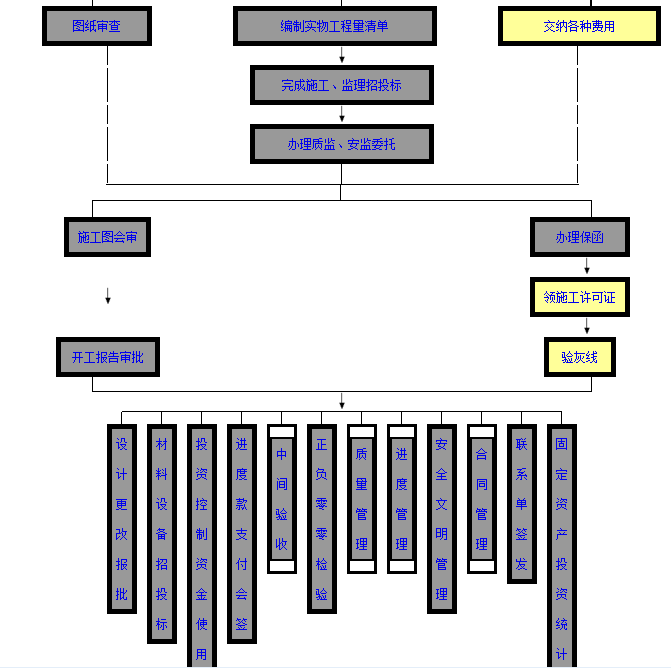 图纸审查
编制实物工程量清单
交纳各种费用
完成施工、监理招投标
办理质监、安监委托
施工图会审
办理保函
领施工许可证
开工报告审批
验灰线
设计更改报批
材料设备招投标
投资控制资金使用
进度款支付会签
中间验收
正负零零检验
质量管理
进度管理
安全文明管理
合同管理
联系单签发
固定资产投资统计